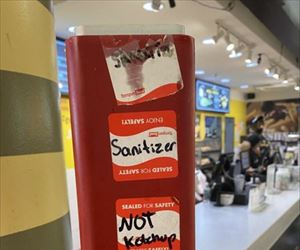 ENJOY SAFELY!
Sanitizer
SEALED FOR SAFETY
SEALED FOR SAFETY
NOT
Ketchup